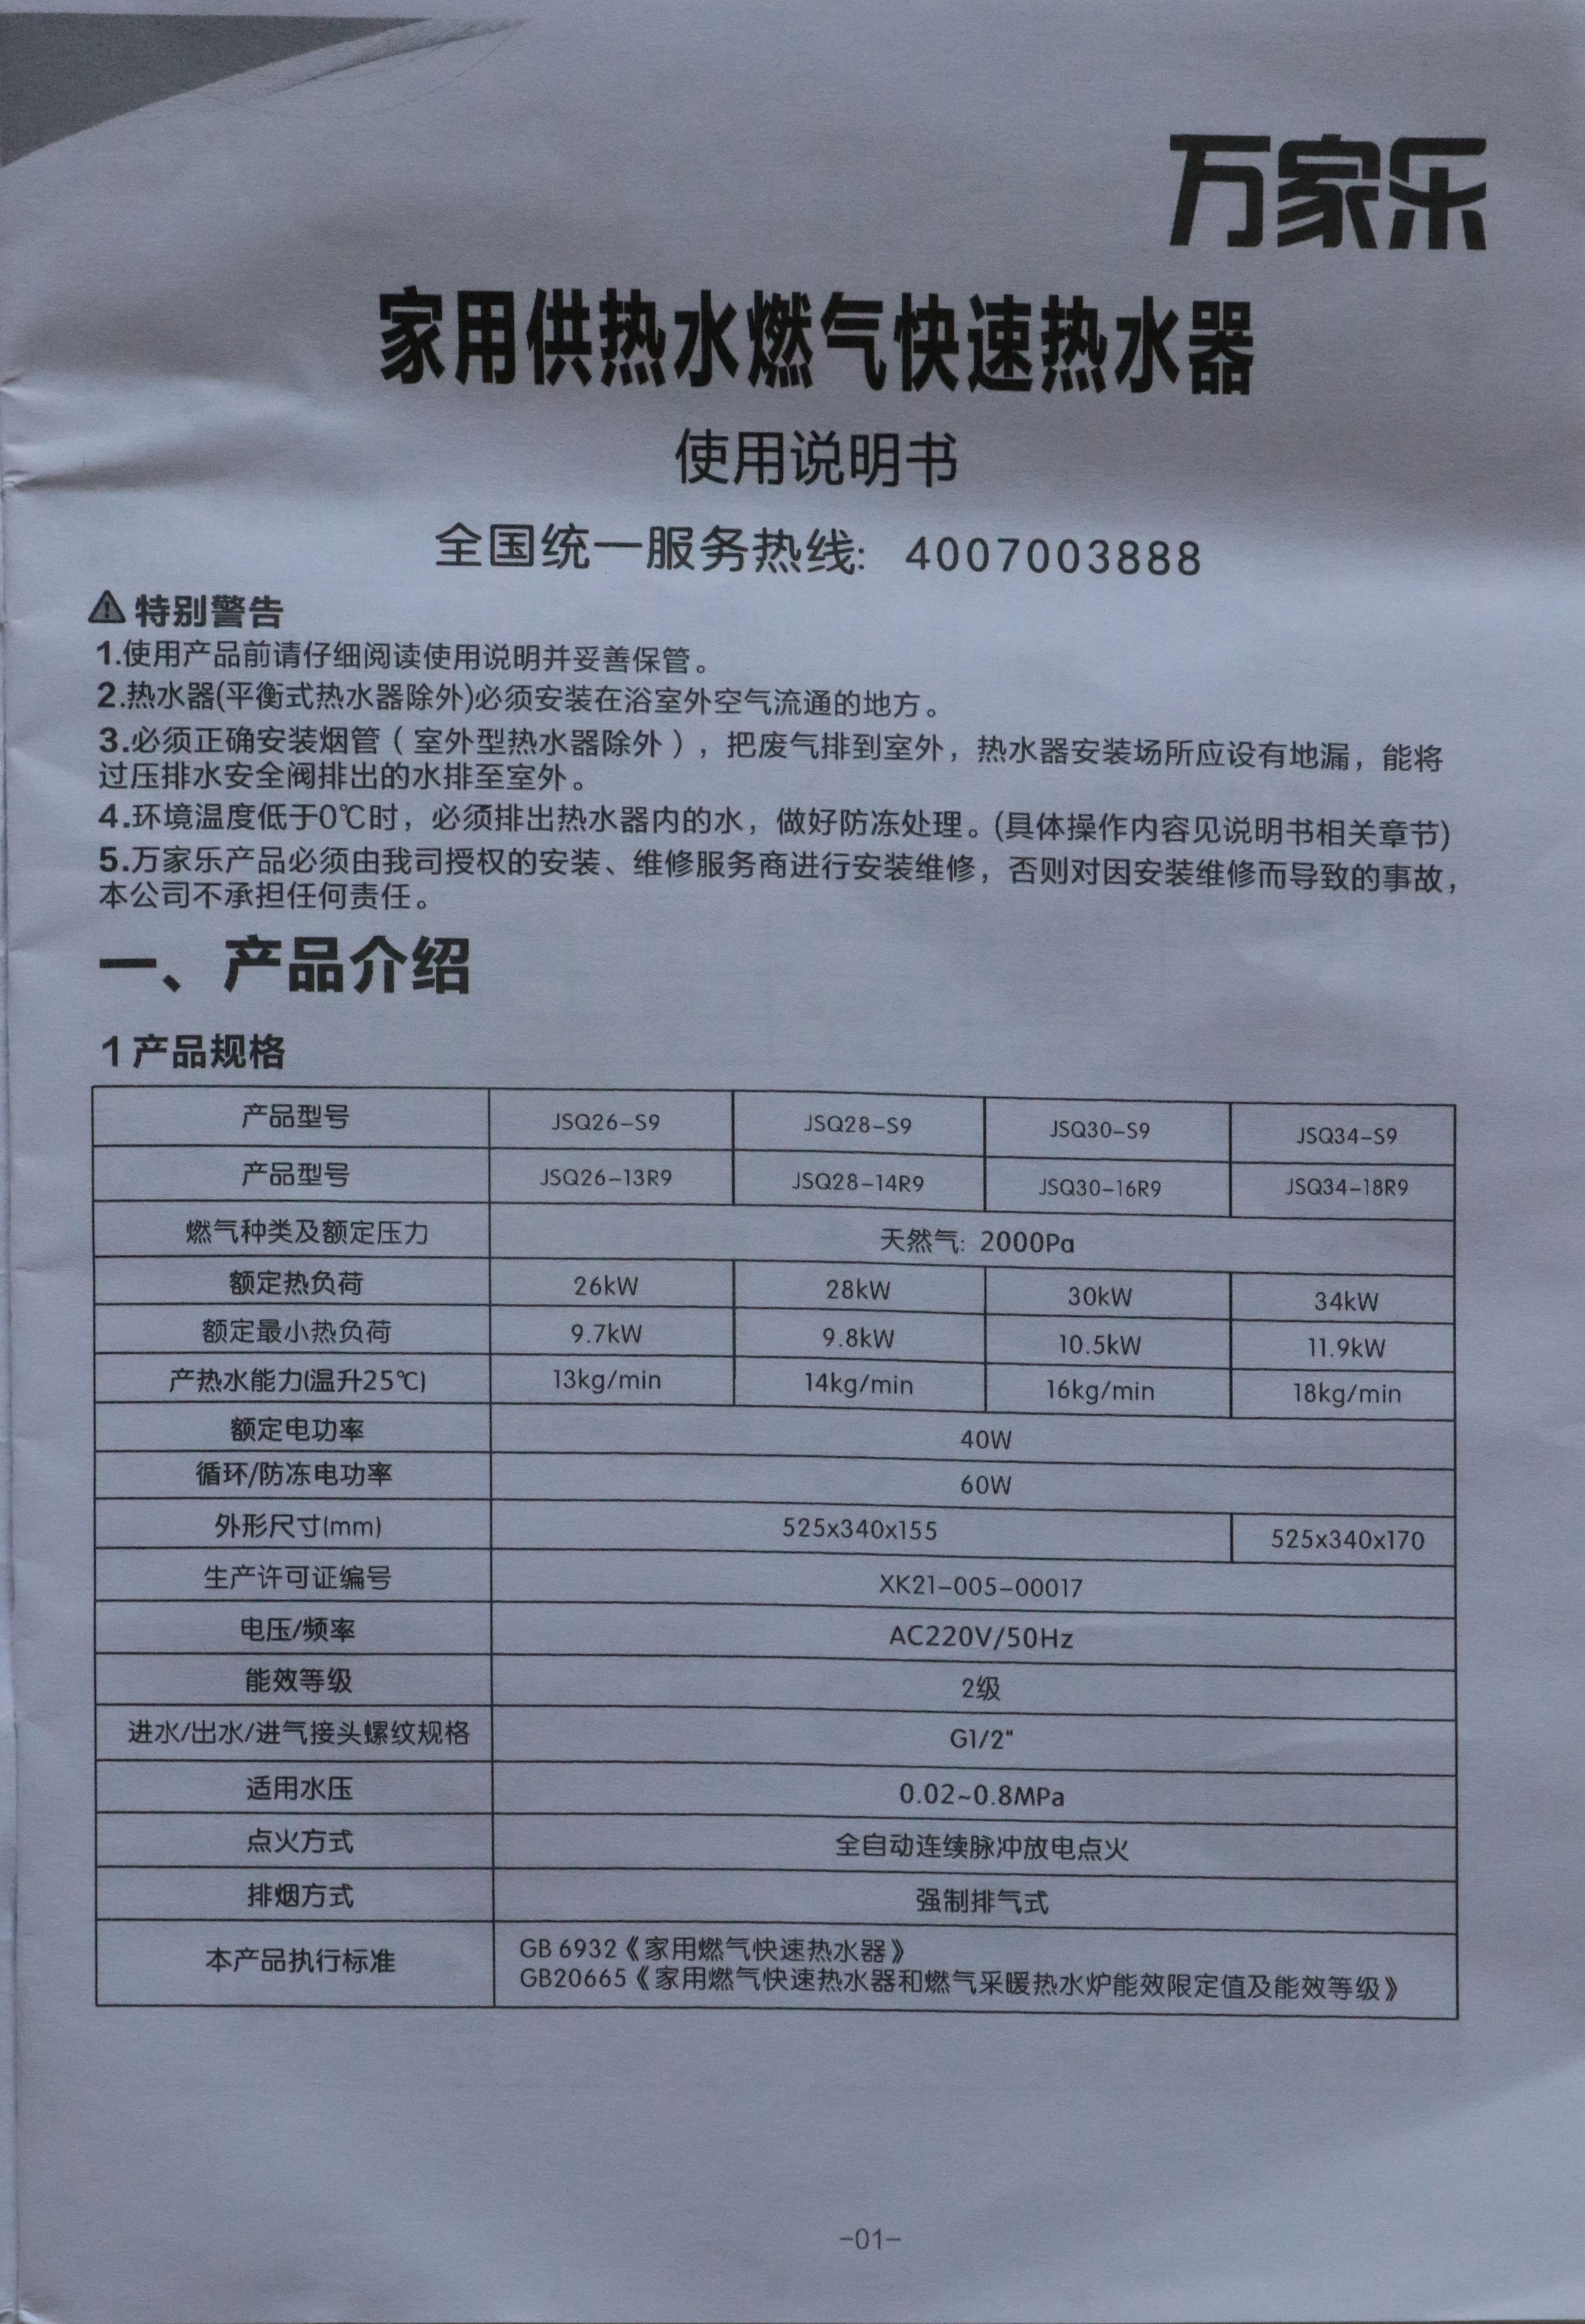 万家乐
家用供热水燃气快速热水器
使用说明书
全国统一服务热线: 4007003888
特别警告
1.使用产品前请仔细阅读使用说明并妥善保管。
2.热水器(平衡式热水器除外)必须安装在浴室外空气流通的地方。
3.必须正确安装烟管（室外型热水器除外），把废气排到室外，热水器安装场所应设有地漏，能将
过压排水安全阀排出的水排至室外。
4.环境温度低于0℃时，必须排出热水器内的水，做好防冻处理。(具体操作内容见说明书相关章节)
5.万家乐产品必须由我司授权的安装、维修服务商进行安装维修，否则对因安装维修而导致的事故，
本公司不承担任何责任。
一、产品介绍
1 产品规格
产品型号 JSQ26-S9 JSQ28-S9 JSQ30-S9 JSQ34-S9
产品型号 JSQ26-13R9 JSQ28-14R9 JSQ30-16R9 JSQ34-18R9
燃气种类及额定压力 天然气: 2000Pa
额定热负荷 26kW 28kW 30kW 34kW
额定最小热负荷 9.7kW 9.8kW 10.5kW 11.9kW
产热水能力(温升25℃) 13kg/min 14kg/min 16kg/min 18kg/min
额定电功率 40W
循环/防冻电功率 60W
外形尺寸(mm) 525x340x155 525x340x170
生产许可证编号 XK21-005-00017
电压/频率 AC220V/50Hz
能效等级 2级
进水/出水/进气接头螺纹规格 G1/2"
适用水压 0.02~0.8MPa
点火方式 全自动连续脉冲放电点火
排烟方式 强制排气式
本产品执行标准 GB 6932《家用燃气快速热水器》
GB20665《家用燃气快速热水器和燃气采暖热水炉能效限定值及能效等级》
-01-